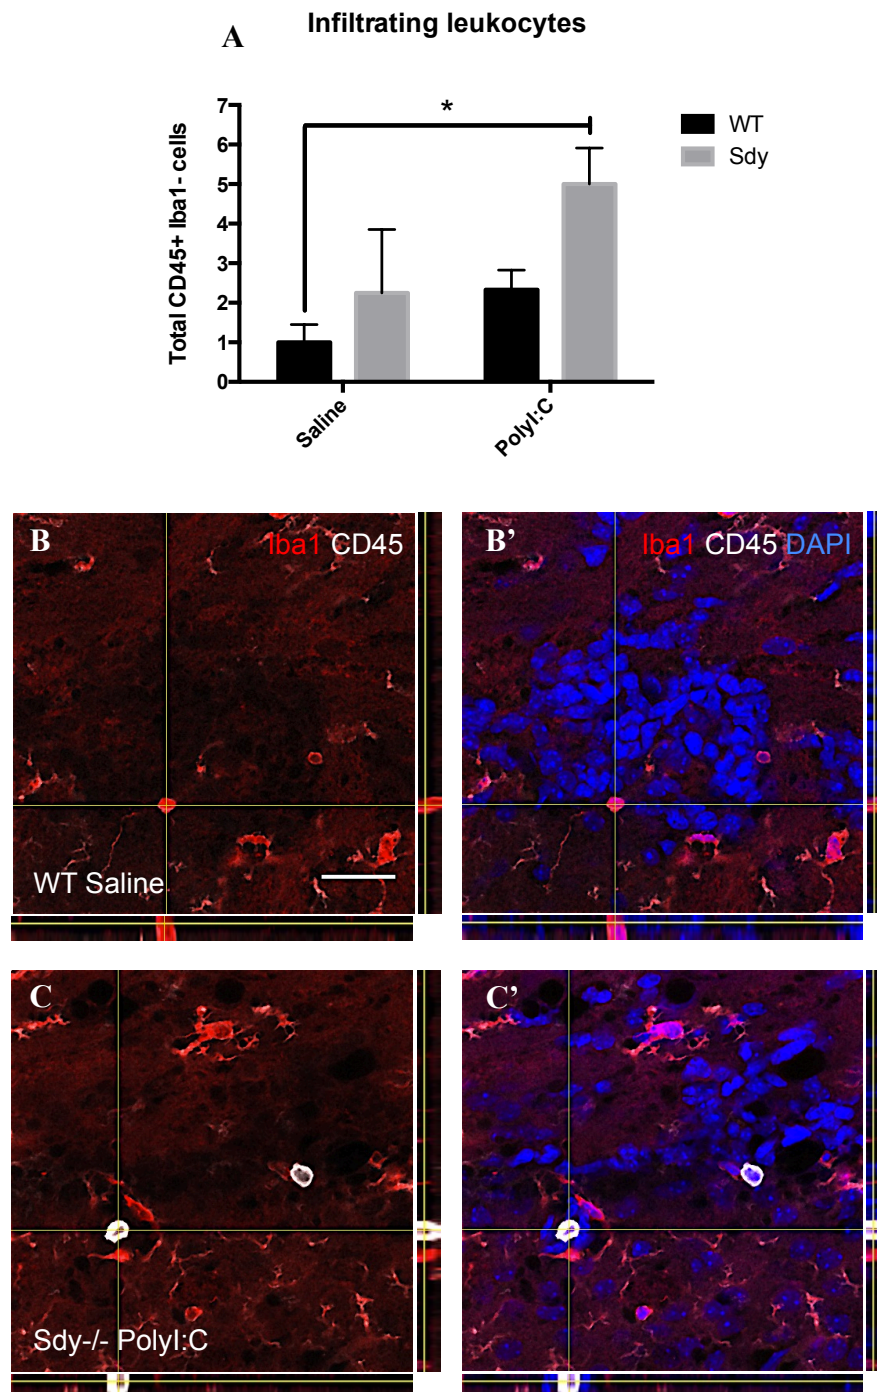 A
Infiltrating leukocytes
Total CD45+ Iba1- cells
7
6
5
4
3
2
1
0
*
WT
Sdy
Saline
PolyI:C
B
Iba1 CD45
WT Saline
B’
Iba1 CD45 DAPI
C
Sdy-/- PolyI:C
C’